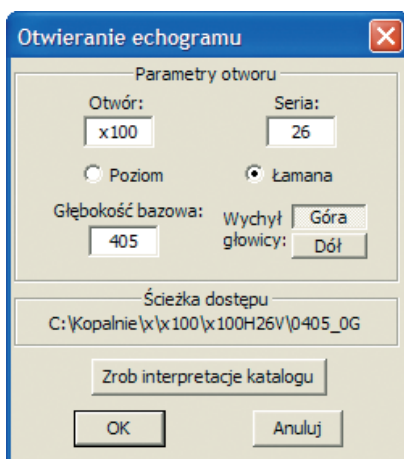 Otwieranie echogramu
Parametry otworu
Otwór: Seria:
x100 26
Poziom Łamana
Głębokość bazowa:
405
Wychył głowicy:
Góra
Dół
Ścieżka dostępu
C:\Kopalnie\x\x100\x100H26V\0405_0G
Zrob interpretacje katalogu
OK Anuluj